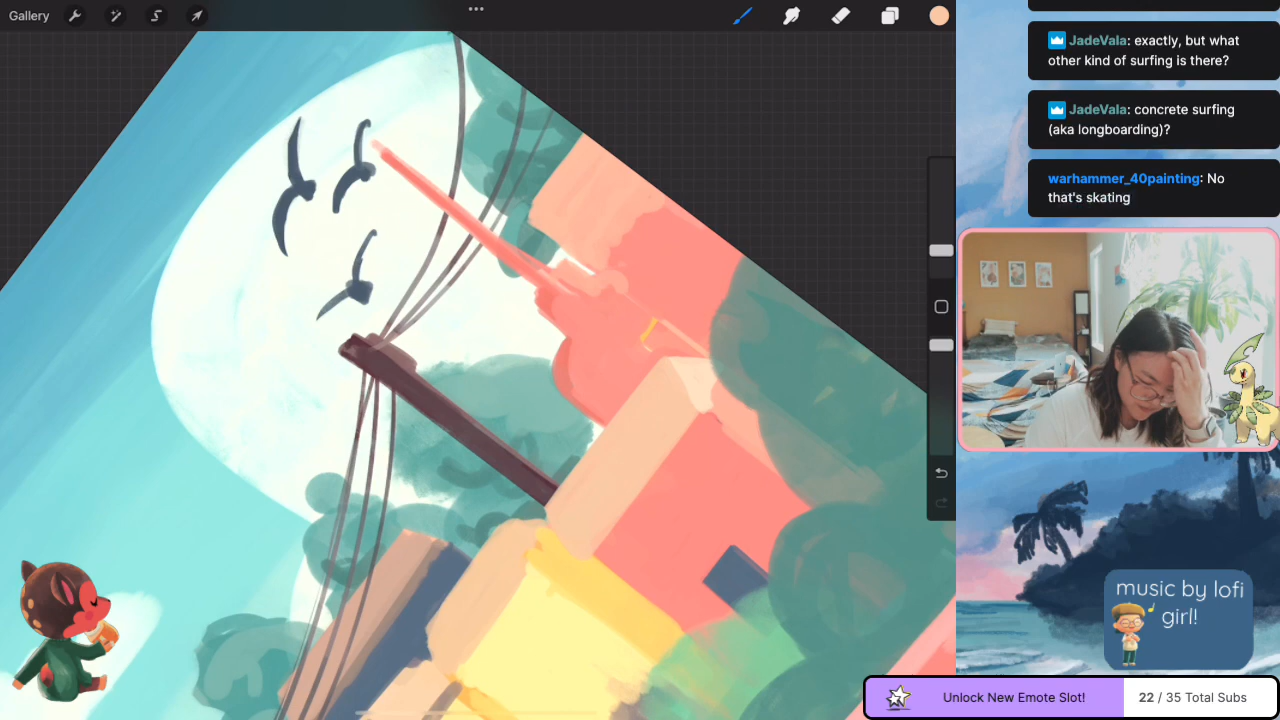 Gallery
JadeVala: exactly, but what
other kind of surfing is there?
JadeVala: concrete surfing
(aka longboarding)?
warhammer_40painting: No
that's skating
music by lofi
girl!
Unlock New Emote Slot!
22 / 35 Total Subs